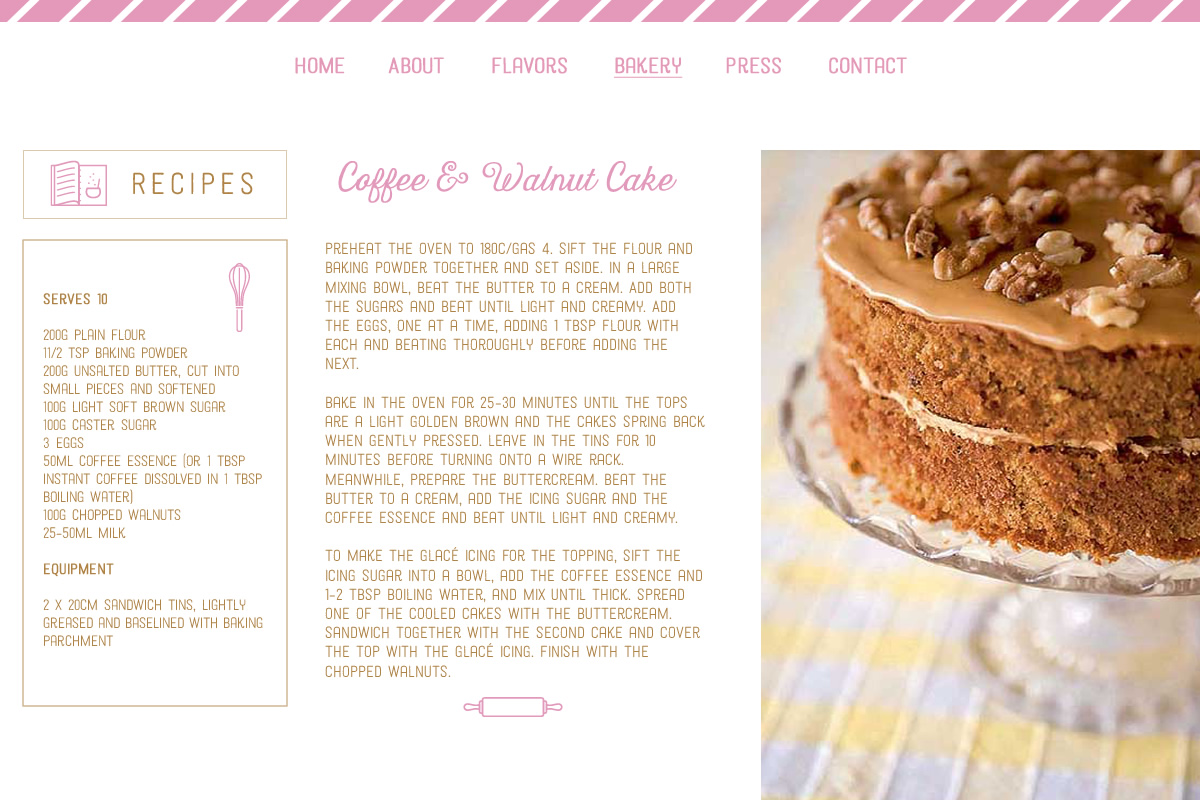 HOME ABOUT FLAVORS BAKERY PRESS CONTACT
RECIPES
SERVES 10
200G PLAIN FLOUR
11/2 TSP BAKING POWDER
200G UNSALTED BUTTER, CUT INTO
SMALL PIECES AND SOFTENED
100G LIGHT SOFT BROWN SUGAR
100G CASTER SUGAR
3 EGGS
50ML COFFEE ESSENCE (OR 1 TBSP
INSTANT COFFEE DISSOLVED IN 1 TBSP
BOILING WATER)
100G CHOPPED WALNUTS
25-50ML MILK
EQUIPMENT
2 X 20CM SANDWICH TINS, LIGHTLY
GREASED AND BASELINED WITH BAKING
PARCHMENT
Coffee & Walnut Cake
PREHEAT THE OVEN TO 180C/GAS 4. SIFT THE FLOUR AND
BAKING POWDER TOGETHER AND SET ASIDE. IN A LARGE
MIXING BOWL, BEAT THE BUTTER TO A CREAM. ADD BOTH
THE SUGARS AND BEAT UNTIL LIGHT AND CREAMY. ADD
THE EGGS, ONE AT A TIME, ADDING 1 TBSP FLOUR WITH
EACH AND BEATING THOROUGHLY BEFORE ADDING THE
NEXT.
BAKE IN THE OVEN FOR 25-30 MINUTES UNTIL THE TOPS
ARE A LIGHT GOLDEN BROWN AND THE CAKES SPRING BACK
WHEN GENTLY PRESSED. LEAVE IN THE TINS FOR 10
MINUTES BEFORE TURNING ONTO A WIRE RACK.
MEANWHILE, PREPARE THE BUTTERCREAM. BEAT THE
BUTTER TO A CREAM, ADD THE ICING SUGAR AND THE
COFFEE ESSENCE AND BEAT UNTIL LIGHT AND CREAMY.
TO MAKE THE GLACÉ ICING FOR THE TOPPING, SIFT THE
ICING SUGAR INTO A BOWL, ADD THE COFFEE ESSENCE AND
1-2 TBSP BOILING WATER, AND MIX UNTIL THICK. SPREAD
ONE OF THE COOLED CAKES WITH THE BUTTERCREAM.
SANDWICH TOGETHER WITH THE SECOND CAKE AND COVER
THE TOP WITH THE GLACÉ ICING. FINISH WITH THE
CHOPPED WALNUTS.